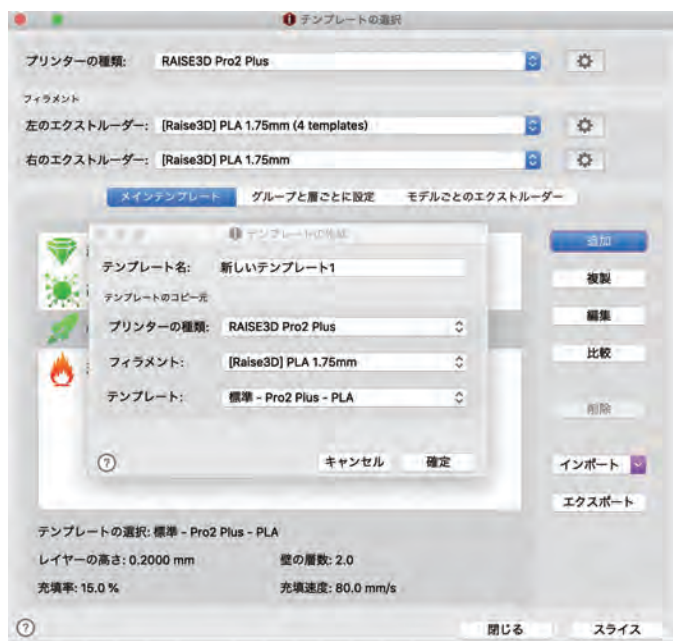 テンプレートの選択
プリンターの種類: RAISE3D Pro2 Plus
フィラメント
左のエクストルーダー: [Raise3D] PLA 1.75mm (4 templates)
右のエクストルーダー: [Raise3D] PLA 1.75mm
メインテンプレート グループと層ごとに設定 モデルごとのエクストルーダー
テンプレートの作成
追加
テンプレート名: 新しいテンプレート1
複製
テンプレートのコピー元
編集
プリンターの種類: RAISE3D Pro2 Plus
比較
フィラメント: [Raise3D] PLA 1.75mm
テンプレート: 標準 - Pro2 Plus - PLA
削除
キャンセル 確定
インポート
エクスポート
テンプレートの選択: 標準 - Pro2 Plus - PLA
レイヤーの高さ: 0.2000 mm 壁の層数: 2.0
充填率: 15.0 % 充填速度: 80.0 mm/s
? 閉じる スライス